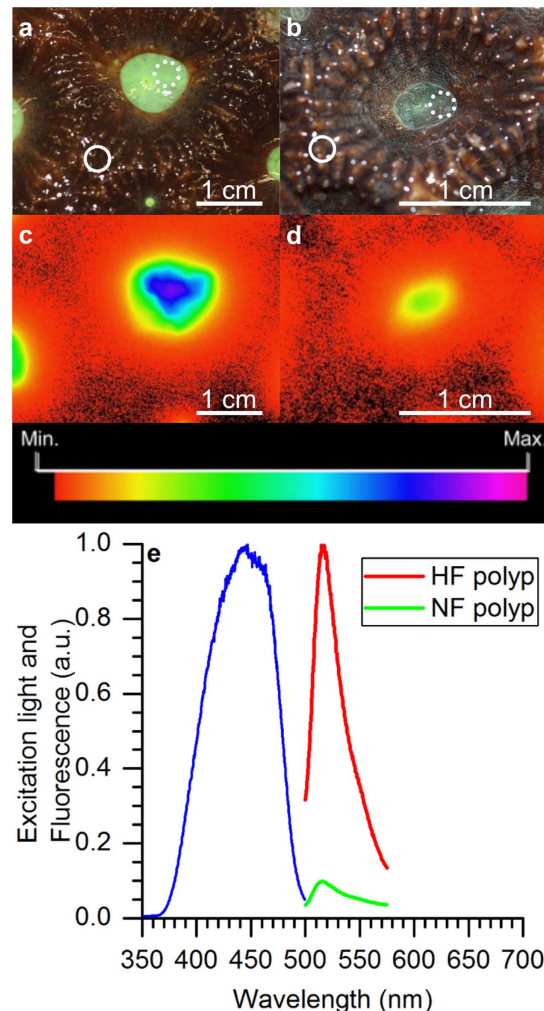 a
b
1 cm
1 cm
c
d
1 cm
1 cm
Min.
Max.
e
HF polyp
NF polyp
Excitation light and
Fluorescence (a.u.)
1.0
0.8
0.6
0.4
0.2
0.0
350 400 450 500 550 600 650 700
Wavelength (nm)